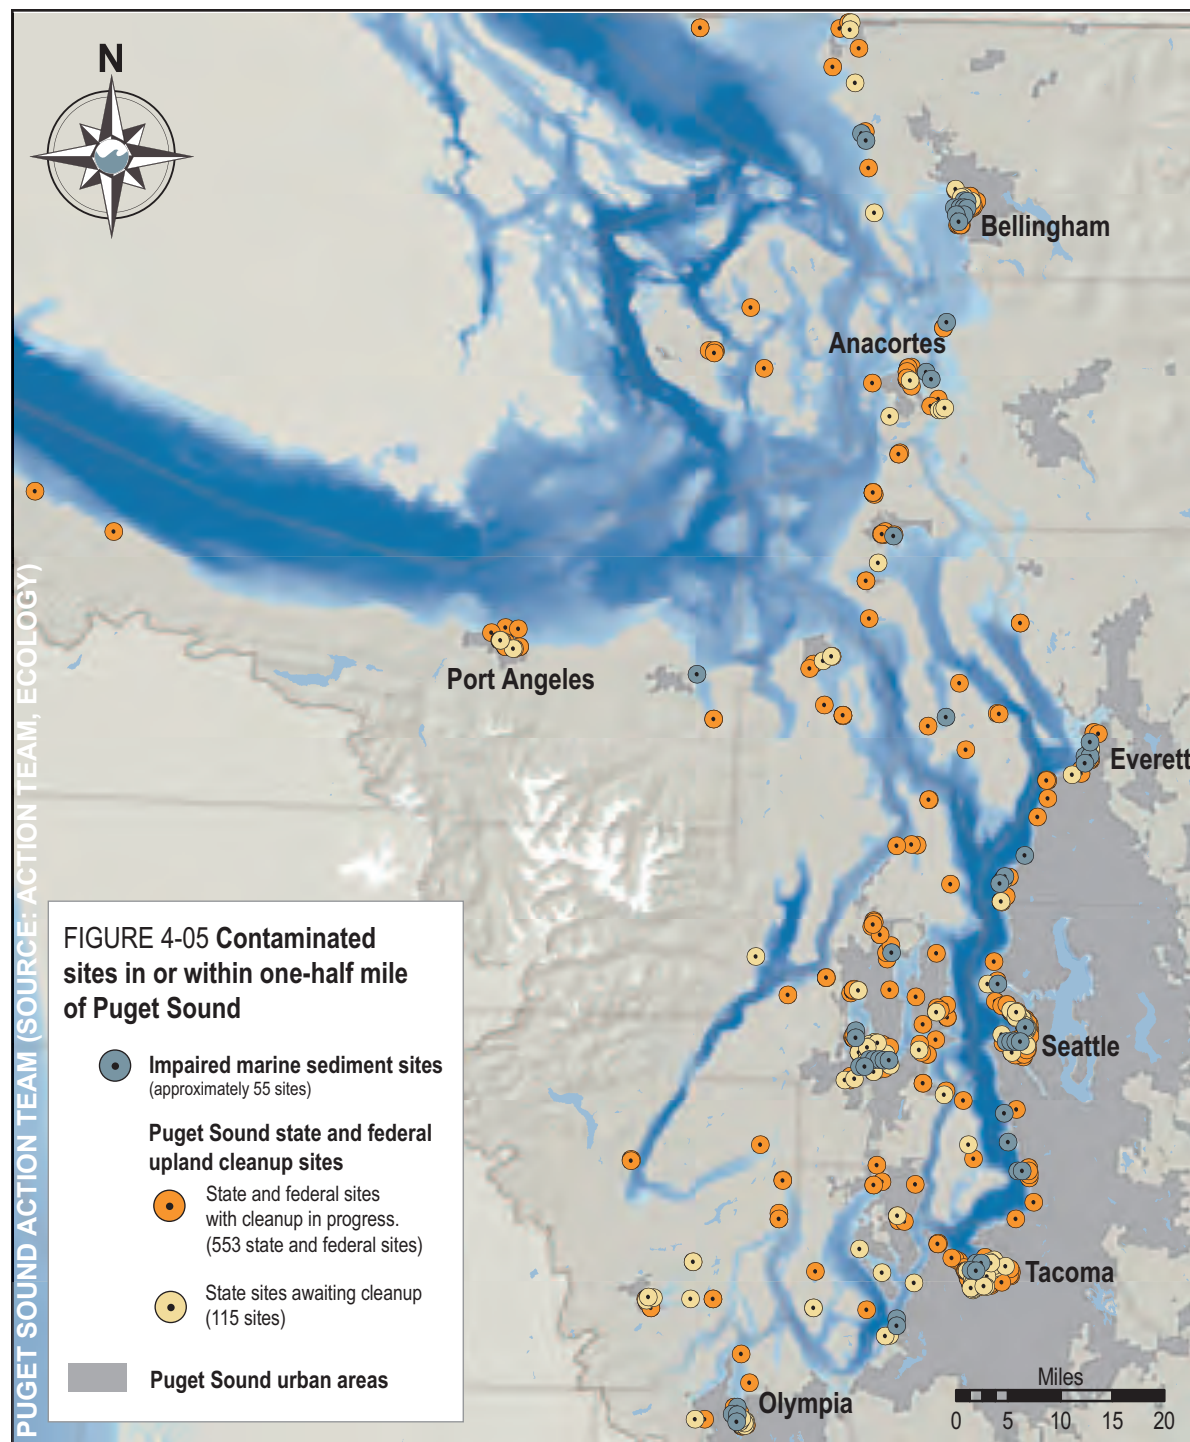 N
Bellingham
Anacortes
Port Angeles
Everett
Seattle
Tacoma
Olympia
PUGET SOUND ACTION TEAM (SOURCE: ACTION TEAM, ECOLOGY)
FIGURE 4-05 Contaminated
sites in or within one-half mile
of Puget Sound
Impaired marine sediment sites
(approximately 55 sites)
Puget Sound state and federal
upland cleanup sites
State and federal sites
with cleanup in progress.
(553 state and federal sites)
State sites awaiting cleanup
(115 sites)
Puget Sound urban areas
Miles
0 5 10 15 20